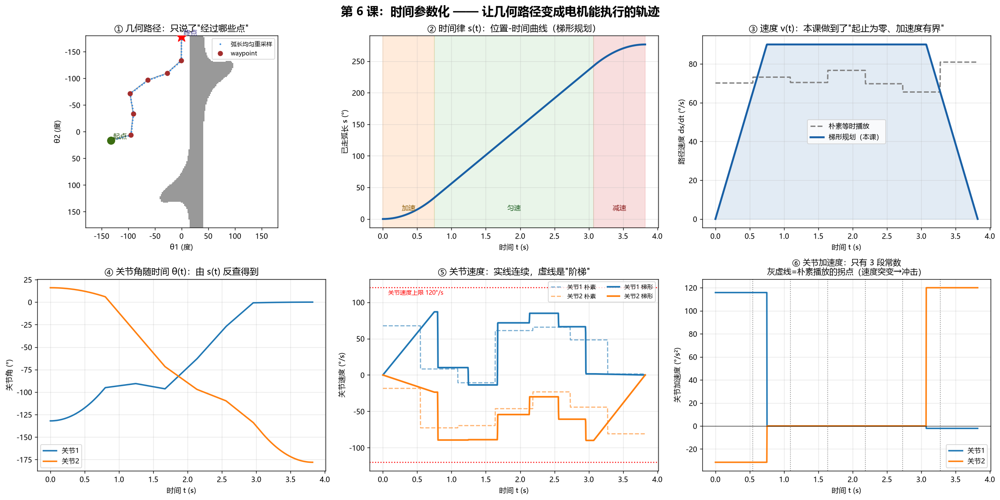 第 6 课：时间参数化 —— 让几何路径变成电机能执行的轨迹
① 几何路径：只说了"经过哪些点"
终点
弧长均匀重采样
waypoint
起点
-150
-100
-50
0
50
100
150
θ2 (度)
-150 -100 -50 0 50 100 150
θ1 (度)
② 时间律 s(t)：位置-时间曲线（梯形规划）
250
200
150
100
50
0
已走弧长 s (°)
加速 匀速 减速
0.0 0.5 1.0 1.5 2.0 2.5 3.0 3.5 4.0
时间 t (s)
③ 速度 v(t)：本课做到了"起止为零、加速度有界"
80
60
40
20
0
路径速度 ds/dt (°/s)
朴素等时播放
梯形规划（本课）
0.0 0.5 1.0 1.5 2.0 2.5 3.0 3.5 4.0
时间 t (s)
④ 关节角随时间 θ(t)：由 s(t) 反查得到
25
0
-25
-50
-75
-100
-125
-150
-175
关节角 (°)
关节1
关节2
0.0 0.5 1.0 1.5 2.0 2.5 3.0 3.5 4.0
时间 t (s)
⑤ 关节速度：实线连续，虚线是"阶梯"
关节速度上限 120°/s
关节1 朴素 关节1 梯形
关节2 朴素 关节2 梯形
100
50
0
-50
-100
关节速度 (°/s)
0.0 0.5 1.0 1.5 2.0 2.5 3.0 3.5 4.0
时间 t (s)
⑥ 关节加速度：只有 3 段常数
灰虚线=朴素播放的拐点（速度突变→冲击）
120
100
80
60
40
20
0
-20
关节加速度 (°/s²)
关节1
关节2
0.0 0.5 1.0 1.5 2.0 2.5 3.0 3.5 4.0
时间 t (s)